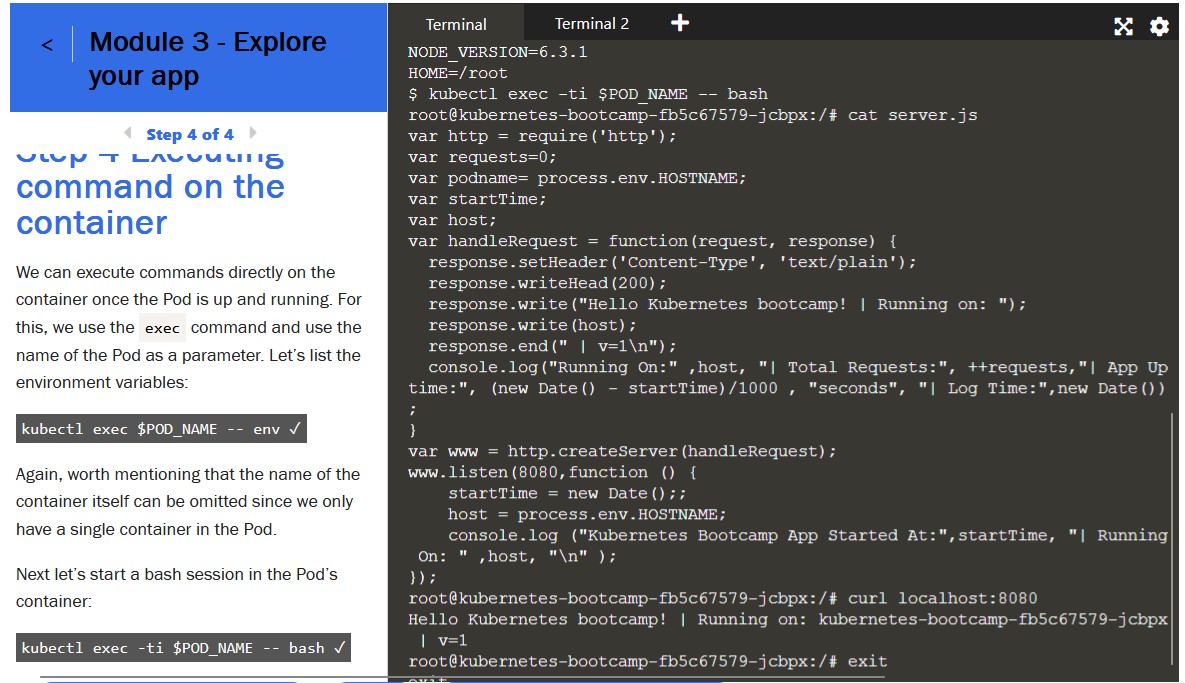 < Module 3 - Explore
your app
Step 4 of 4
Step 4 Executing
command on the
container
We can execute commands directly on the
container once the Pod is up and running. For
this, we use the exec command and use the
name of the Pod as a parameter. Let’s list the
environment variables:
kubectl exec $POD_NAME -- env ✓
Again, worth mentioning that the name of the
container itself can be omitted since we only
have a single container in the Pod.
Next let’s start a bash session in the Pod’s
container:
kubectl exec -ti $POD_NAME -- bash ✓
Terminal
Terminal 2
+
NODE_VERSION=6.3.1
HOME=/root
$ kubectl exec -ti $POD_NAME -- bash
root@kubernetes-bootcamp-fb5c67579-jcbpx:/# cat server.js
var http = require('http');
var requests=0;
var podname= process.env.HOSTNAME;
var startTime;
var host;
var handleRequest = function(request, response) {
  response.setHeader('Content-Type', 'text/plain');
  response.writeHead(200);
  response.write("Hello Kubernetes bootcamp! | Running on: ");
  response.write(host);
  response.end(" | v=1\n");
  console.log("Running On:" ,host, "| Total Requests:", ++requests,"| App Up
time:", (new Date() - startTime)/1000 , "seconds", "| Log Time:",new Date())
;
}
var www = http.createServer(handleRequest);
www.listen(8080,function () {
    startTime = new Date();;
    host = process.env.HOSTNAME;
    console.log ("Kubernetes Bootcamp App Started At:",startTime, "| Running
 On: " ,host, "\n" );
});
root@kubernetes-bootcamp-fb5c67579-jcbpx:/# curl localhost:8080
Hello Kubernetes bootcamp! | Running on: kubernetes-bootcamp-fb5c67579-jcbpx
 | v=1
root@kubernetes-bootcamp-fb5c67579-jcbpx:/# exit
exit